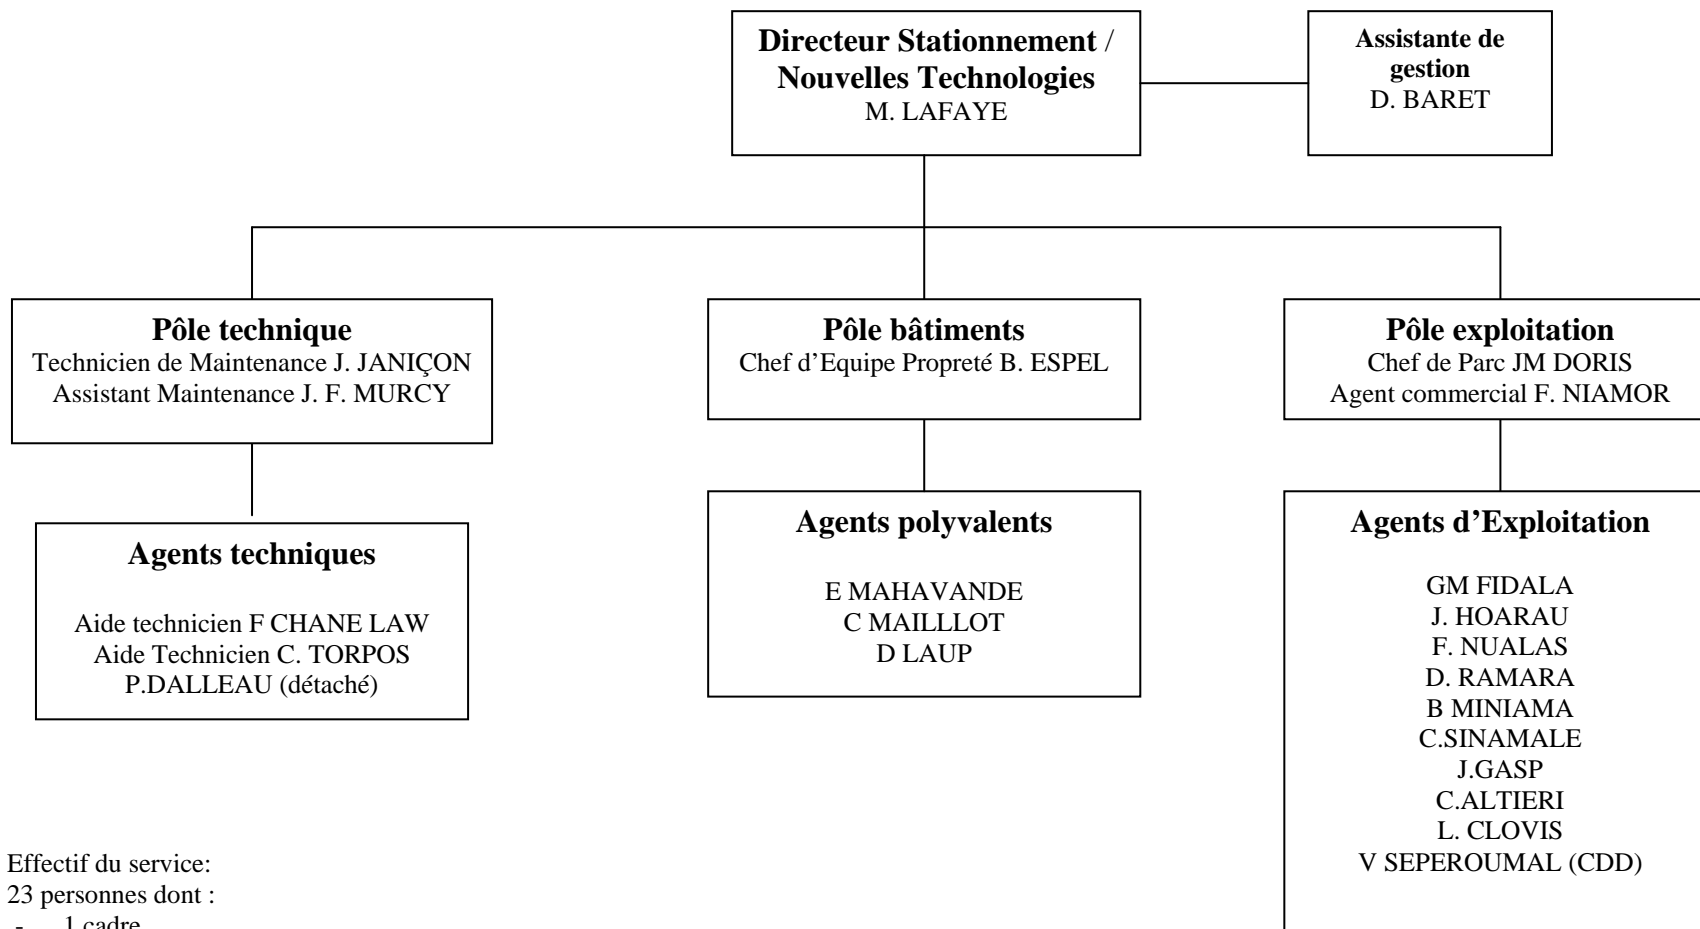 Directeur Stationnement /
Nouvelles Technologies
M. LAFAYE
Assistante de
gestion
D. BARET
Pôle technique
Technicien de Maintenance J. JANIÇON
Assistant Maintenance J. F. MURCY
Pôle bâtiments
Chef d’Equipe Propreté B. ESPEL
Pôle exploitation
Chef de Parc JM DORIS
Agent commercial F. NIAMOR
Agents techniques
Aide technicien F CHANE LAW
Aide Technicien C. TORPOS
P.DALLEAU (détaché)
Agents polyvalents
E MAHAVANDE
C MAILLLOT
D LAUP
Agents d’Exploitation
GM FIDALA
J. HOARAU
F. NUALAS
D. RAMARA
B MINIAMA
C.SINAMALE
J.GASP
C.ALTIERI
L. CLOVIS
V SEPEROUMAL (CDD)
Effectif du service:
23 personnes dont :
- 1 cadre